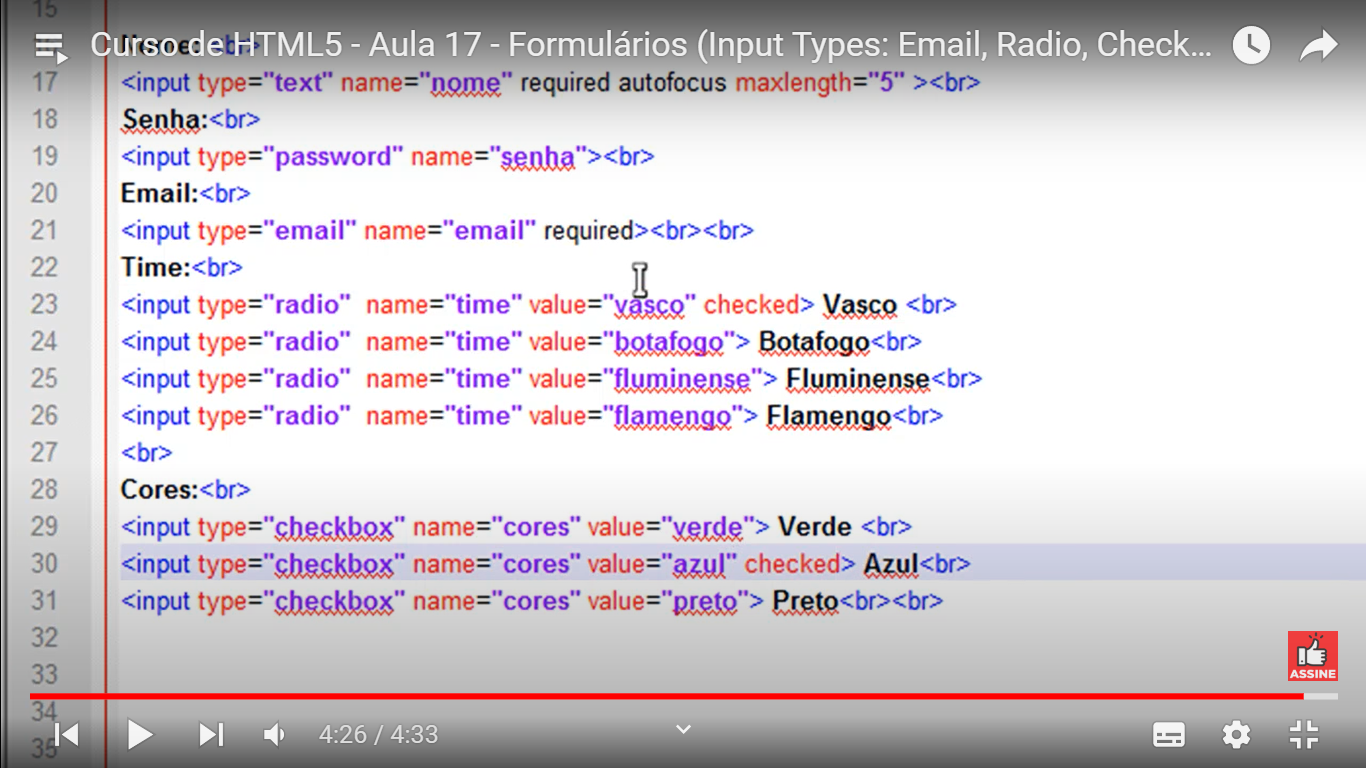 15
Curso de HTML5 - Aula 17 - Formulários (Input Types: Email, Radio, Check...
17 <input type="text" name="nome" required autofocus maxlength="5" ><br>
18 Senha:<br>
19 <input type="password" name="senha"><br>
20 Email:<br>
21 <input type="email" name="email" required><br><br>
22 Time:<br>
23 <input type="radio"  name="time" value="vasco" checked> Vasco <br>
24 <input type="radio"  name="time" value="botafogo"> Botafogo<br>
25 <input type="radio"  name="time" value="fluminense"> Fluminense<br>
26 <input type="radio"  name="time" value="flamengo"> Flamengo<br>
27 <br>
28 Cores:<br>
29 <input type="checkbox" name="cores" value="verde"> Verde <br>
30 <input type="checkbox" name="cores" value="azul" checked> Azul<br>
31 <input type="checkbox" name="cores" value="preto"> Preto<br><br>
32
33
ASSINE
34
4:26 / 4:33
35